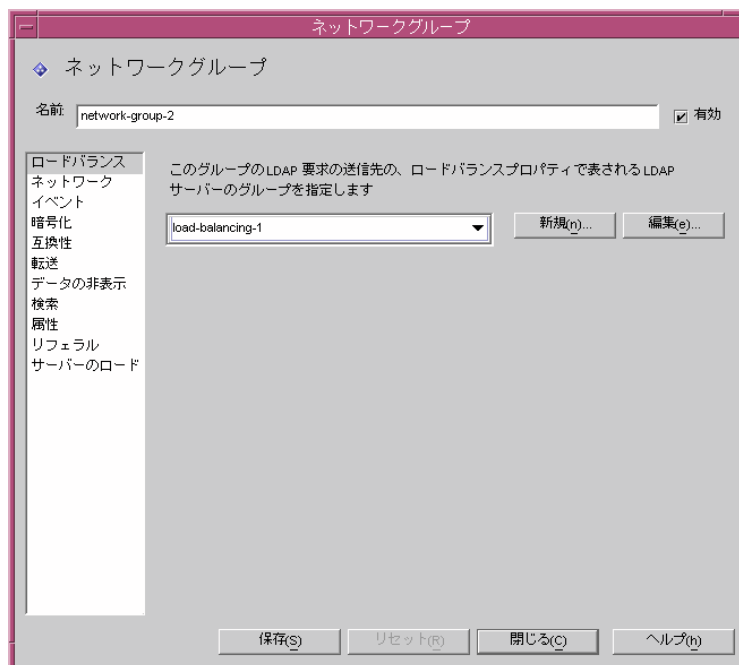 ネットワークグループ
ネットワークグループ
名前:
network-group-2
有効
ロードバランス
ネットワーク
イベント
暗号化
互換性
転送
データの非表示
検索
属性
リフェラル
サーバーのロード
このグループのLDAP 要求の送信先の、ロードバランスプロパティで表されるLDAP
サーバーのグループを指定します
load-balancing-1
新規(n)...
編集(e)...
保存(S)
リセット(R)
閉じる(C)
ヘルプ(h)